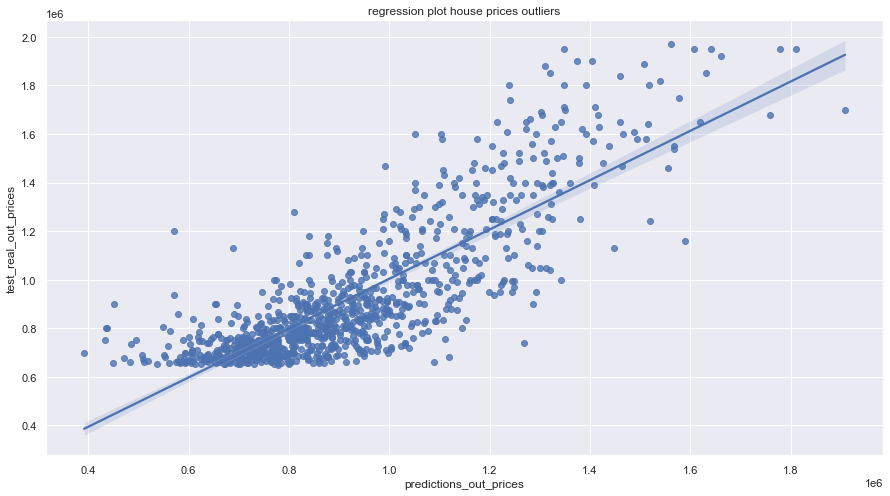 regression plot house prices outliers
1e6
2.0
1.8
1.6
1.4
1.2
1.0
0.8
0.6
0.4
test_real_out_prices
0.4 0.6 0.8 1.0 1.2 1.4 1.6 1.8
1e6
predictions_out_prices